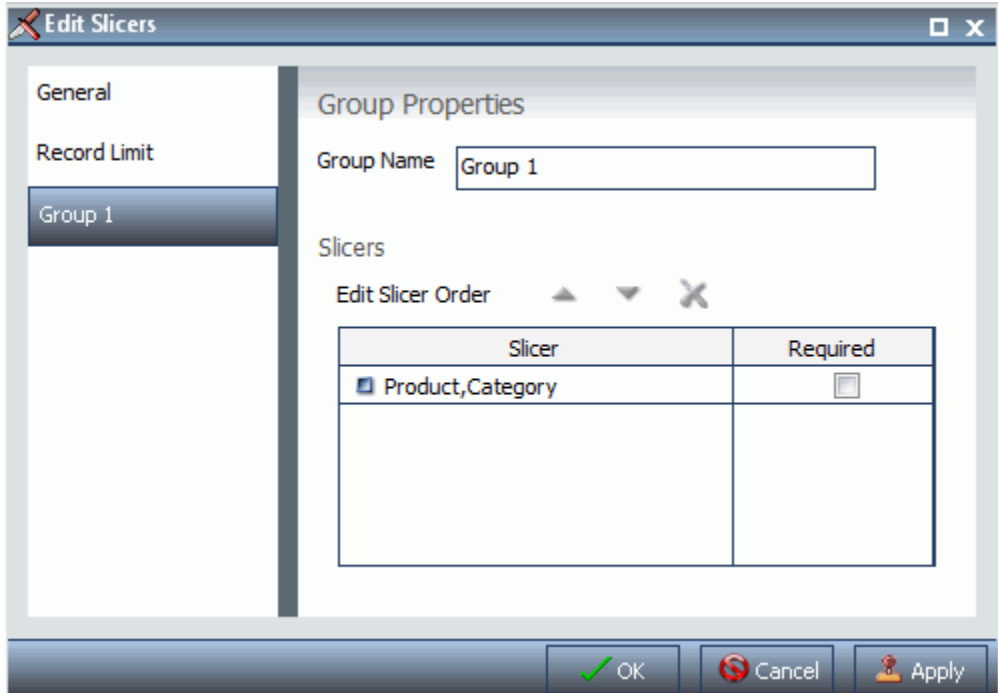 Edit Slicers
General
Record Limit
Group 1
Group Properties
Group Name
Group 1
Slicers
Edit Slicer Order
Slicer
Required
Product,Category
OK
Cancel
Apply